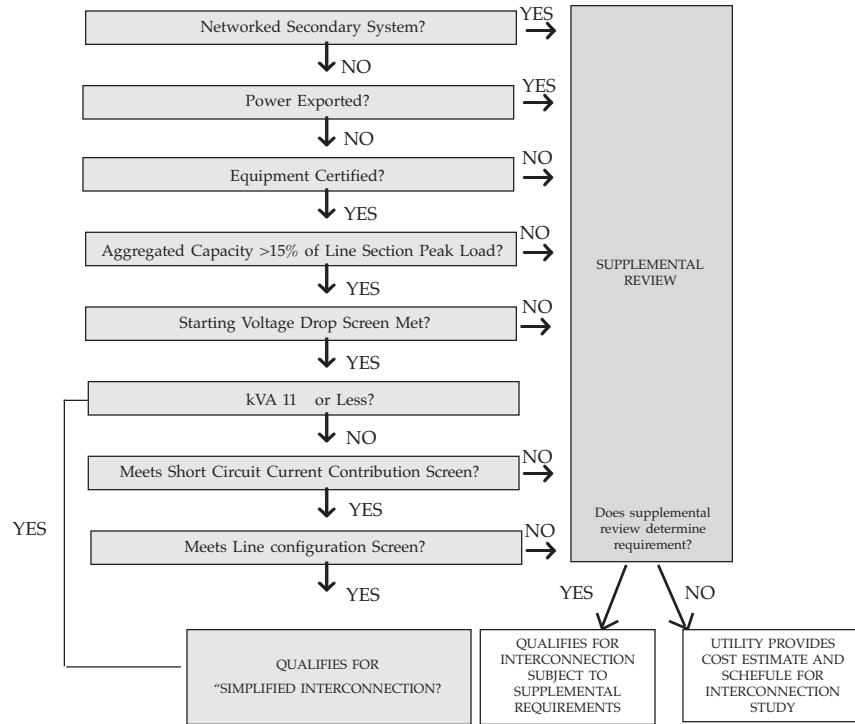 Networked Secondary System?
YES
NO
Power Exported?
YES
NO
Equipment Certified?
NO
YES
Aggregated Capacity >15% of Line Section Peak Load?
NO
YES
Starting Voltage Drop Screen Met?
NO
YES
kVA 11 or Less?
NO
Meets Short Circuit Current Contribution Screen?
NO
YES
YES
Meets Line configuration Screen?
NO
YES
SUPPLEMENTAL
REVIEW
Does supplemental
review determine
requirement?
YES
NO
QUALIFIES FOR
“SIMPLIFIED INTERCONNECTION?
QUALIFIES FOR
INTERCONNECTION
SUBJECT TO
SUPPLEMENTAL
REQUIREMENTS
UTILITY PROVIDES
COST ESTIMATE AND
SCHEFULE FOR
INTERCONNECTION
STUDY